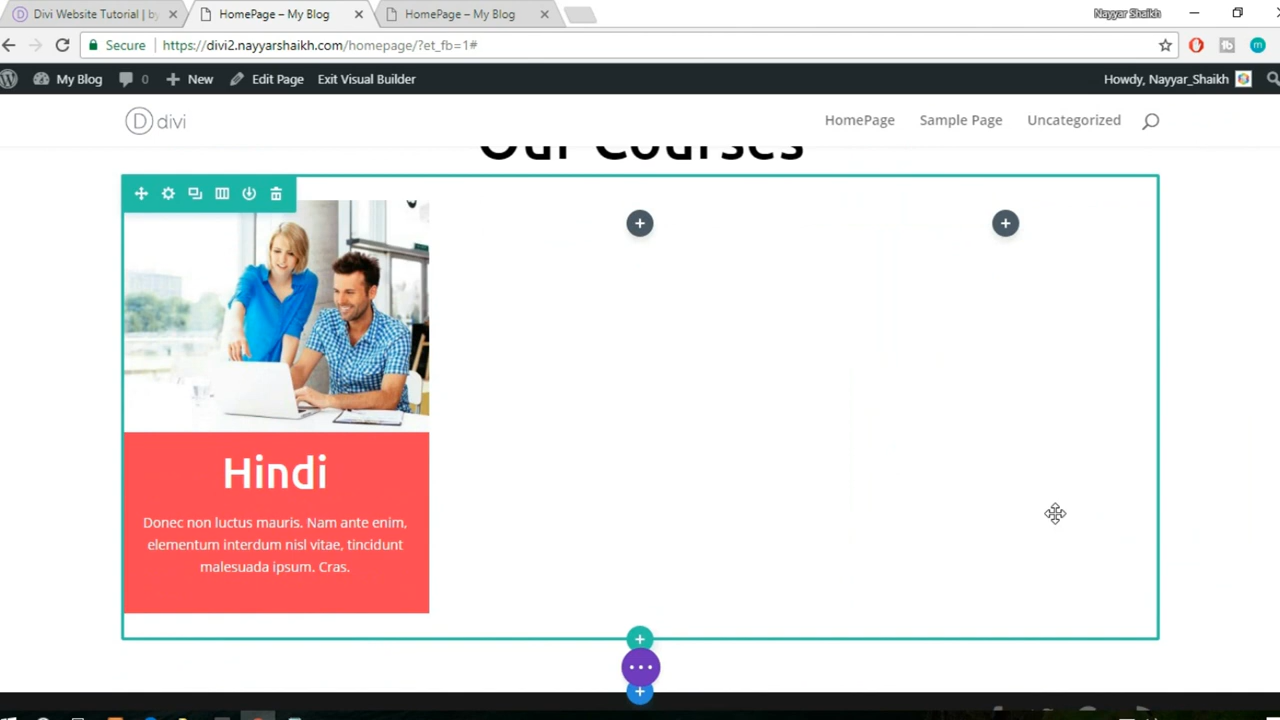 Divi Website Tutorial | by
HomePage – My Blog
HomePage – My Blog
Nayyar Shaikh
Secure
https://divi2.nayyarshaikh.com/homepage/?et_fb=1#
My Blog
0
New
Edit Page
Exit Visual Builder
Howdy, Nayyar_Shaikh
divi
HomePage
Sample Page
Uncategorized
Our Courses
Hindi
Donec non luctus mauris. Nam ante enim,
elementum interdum nisl vitae, tincidunt
malesuada ipsum. Cras.